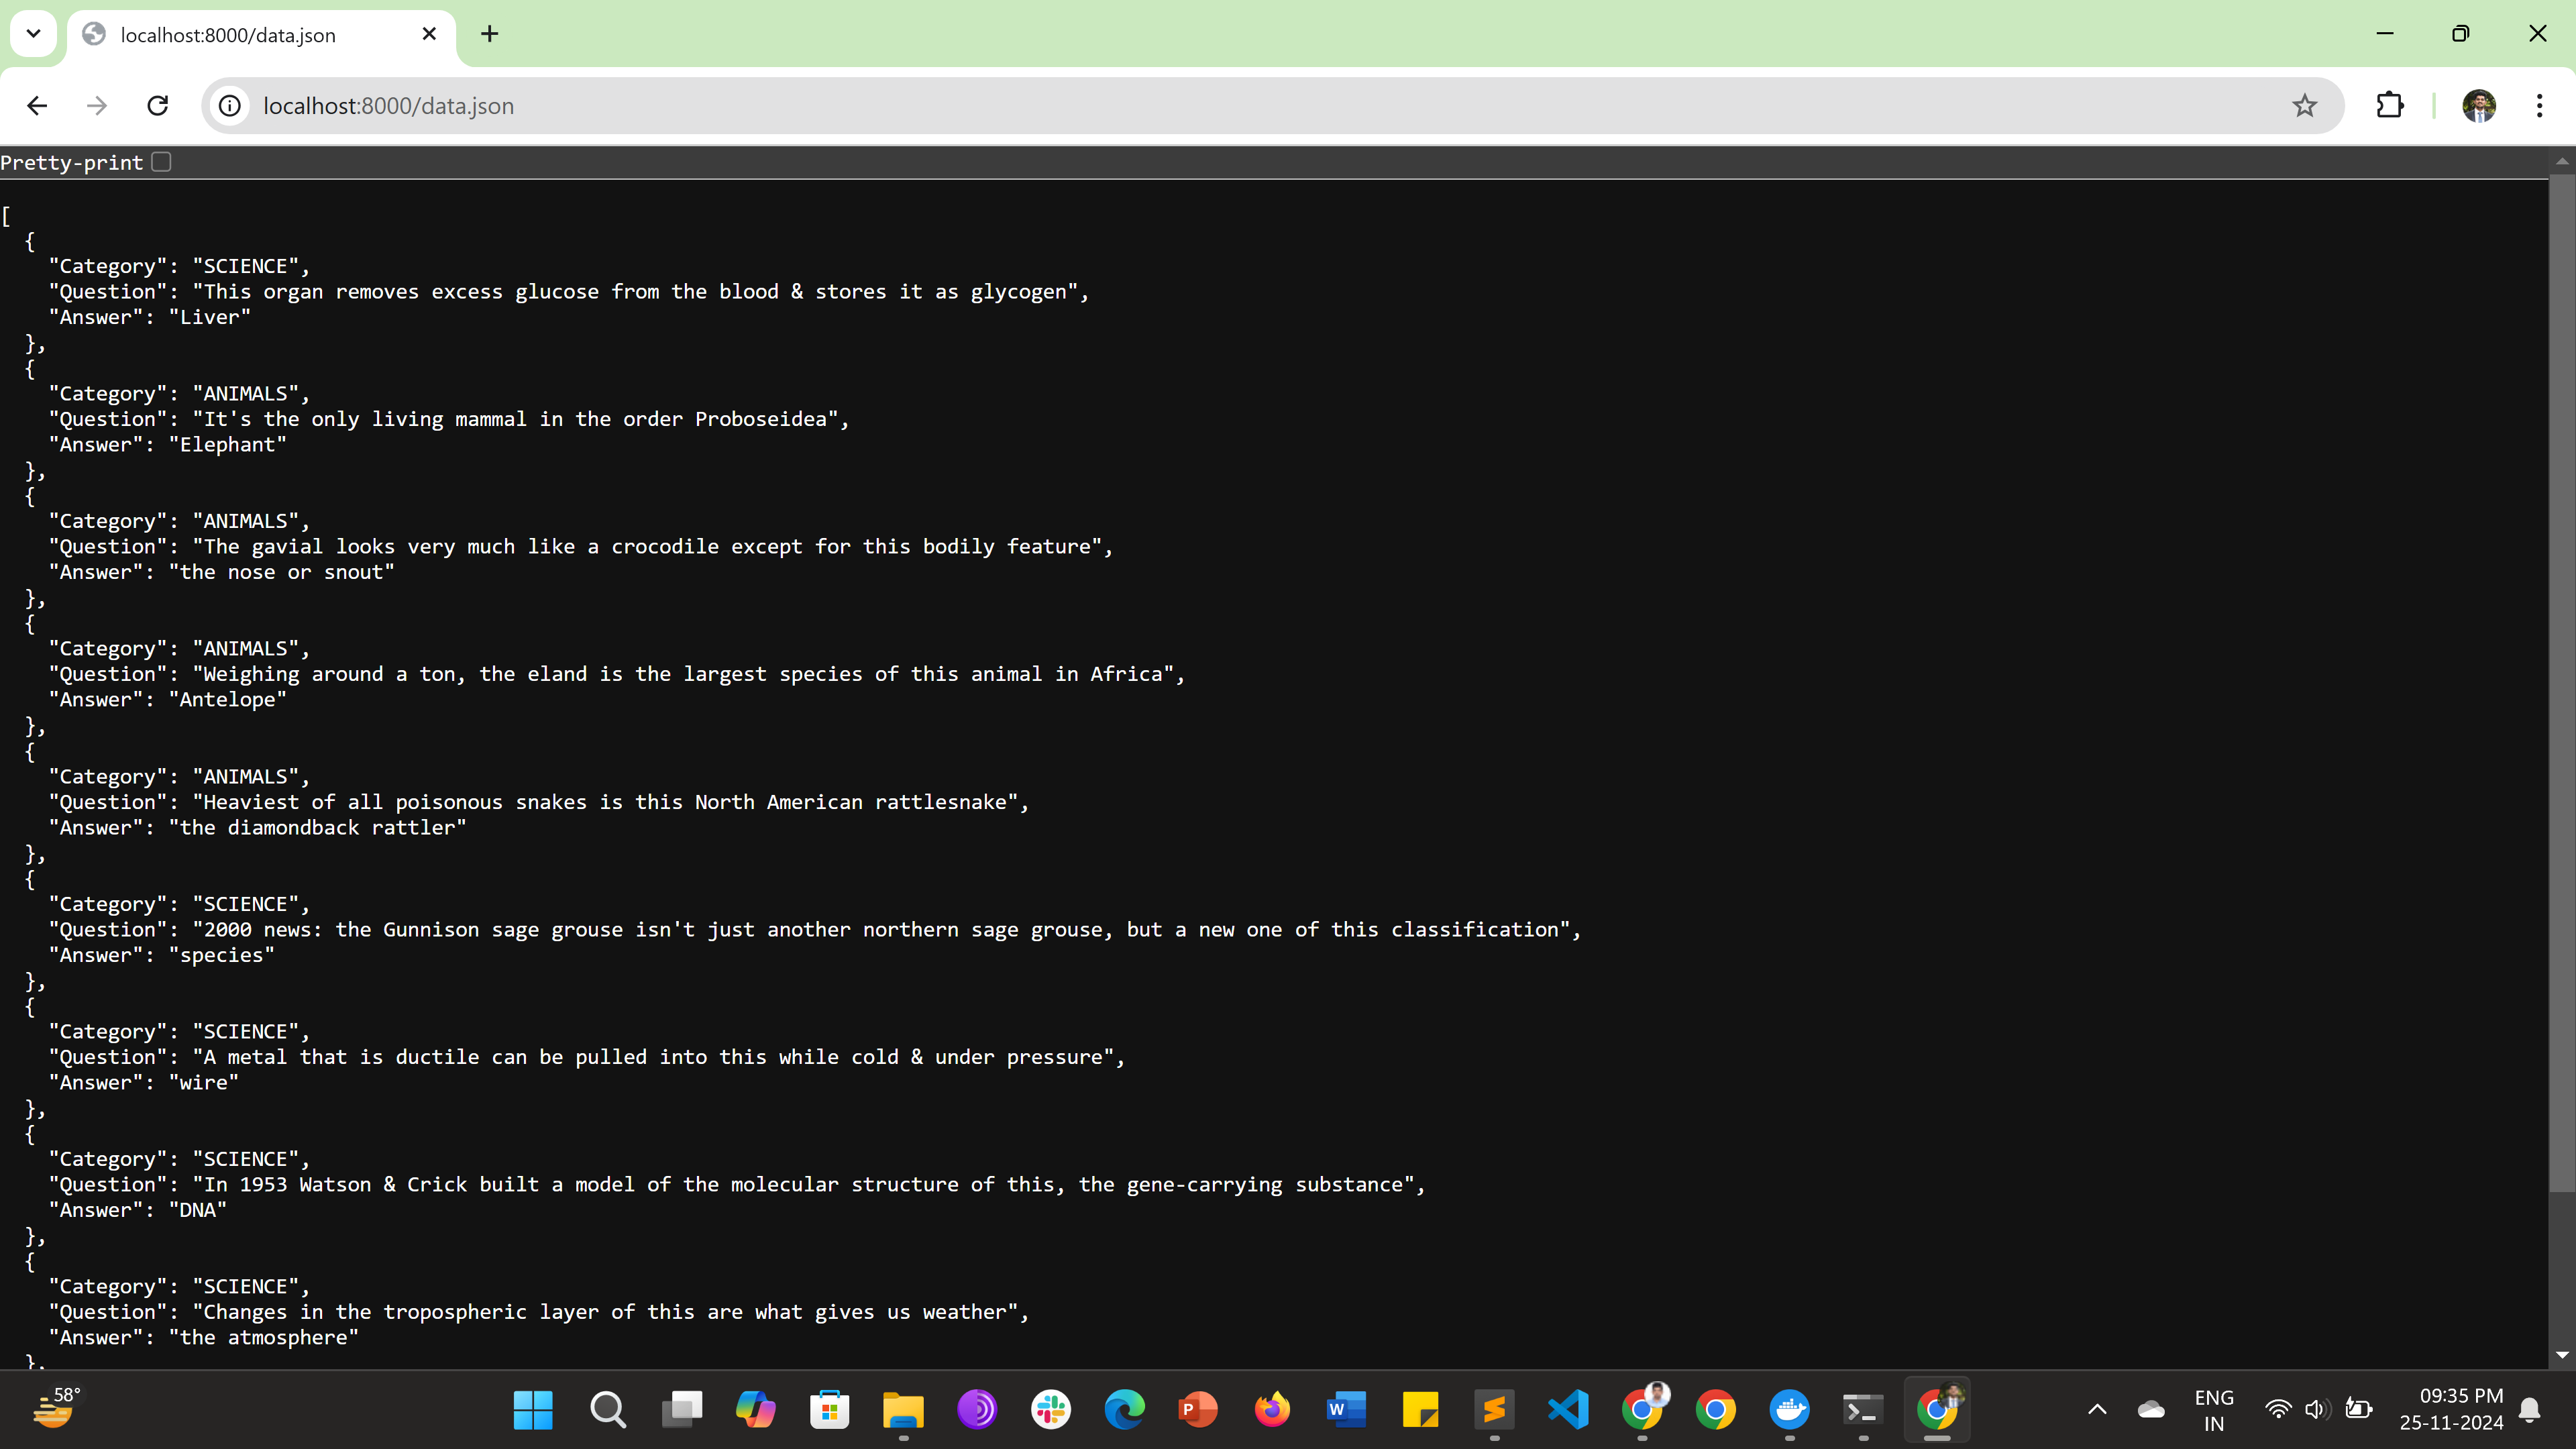 localhost:8000/data.json
localhost:8000/data.json
Pretty-print
[
  {
    "Category": "SCIENCE",
    "Question": "This organ removes excess glucose from the blood & stores it as glycogen",
    "Answer": "Liver"
  },
  {
    "Category": "ANIMALS",
    "Question": "It's the only living mammal in the order Proboseidea",
    "Answer": "Elephant"
  },
  {
    "Category": "ANIMALS",
    "Question": "The gavial looks very much like a crocodile except for this bodily feature",
    "Answer": "the nose or snout"
  },
  {
    "Category": "ANIMALS",
    "Question": "Weighing around a ton, the eland is the largest species of this animal in Africa",
    "Answer": "Antelope"
  },
  {
    "Category": "ANIMALS",
    "Question": "Heaviest of all poisonous snakes is this North American rattlesnake",
    "Answer": "the diamondback rattler"
  },
  {
    "Category": "SCIENCE",
    "Question": "2000 news: the Gunnison sage grouse isn't just another northern sage grouse, but a new one of this classification",
    "Answer": "species"
  },
  {
    "Category": "SCIENCE",
    "Question": "A metal that is ductile can be pulled into this while cold & under pressure",
    "Answer": "wire"
  },
  {
    "Category": "SCIENCE",
    "Question": "In 1953 Watson & Crick built a model of the molecular structure of this, the gene-carrying substance",
    "Answer": "DNA"
  },
  {
    "Category": "SCIENCE",
    "Question": "Changes in the tropospheric layer of this are what gives us weather",
    "Answer": "the atmosphere"
  },
58°
P
W
ENG
IN
09:35 PM
25-11-2024